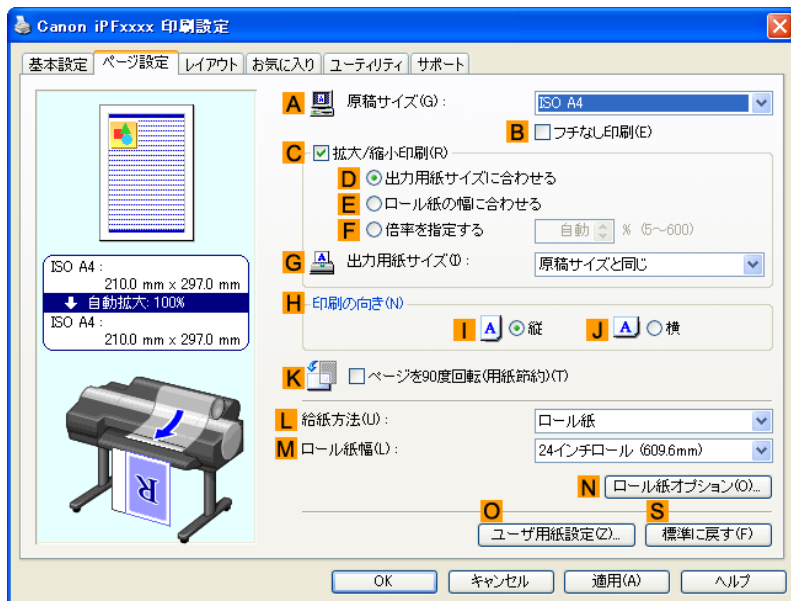 Canon iPFxxxx 印刷設定
基本設定 ページ設定 レイアウト お気に入り ユーティリティ サポート
A 原稿サイズ(G) : ISO A4
B フチなし印刷(E)
C 拡大/縮小印刷(R)
D 出力用紙サイズに合わせる
E ロール紙の幅に合わせる
F 倍率を指定する 自動 % (5～600)
G 出力用紙サイズ(I) : 原稿サイズと同じ
ISO A4 :
210.0 mm x 297.0 mm
自動拡大: 100%
ISO A4 :
210.0 mm x 297.0 mm
H 印刷の向き(N)
I A 縦 J A 横
K ページを90度回転(用紙節約)(T)
L 給紙方法(U) : ロール紙
M ロール紙幅(L) : 24インチロール (609.6mm)
R
N ロール紙オプション(O)...
O S
ユーザ用紙設定(Z)... 標準に戻す(F)
OK キャンセル 適用(A) ヘルプ